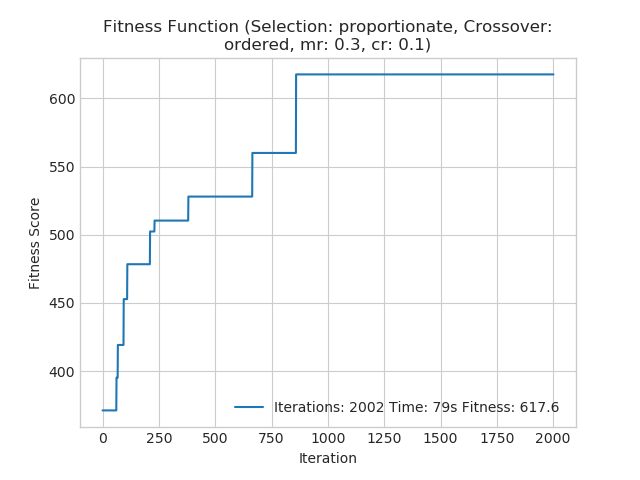 Fitness Function (Selection: proportionate, Crossover:
ordered, mr: 0.3, cr: 0.1)
Fitness Score
600
550
500
450
400
Iterations: 2002 Time: 79s Fitness: 617.6
0 250 500 750 1000 1250 1500 1750 2000
Iteration